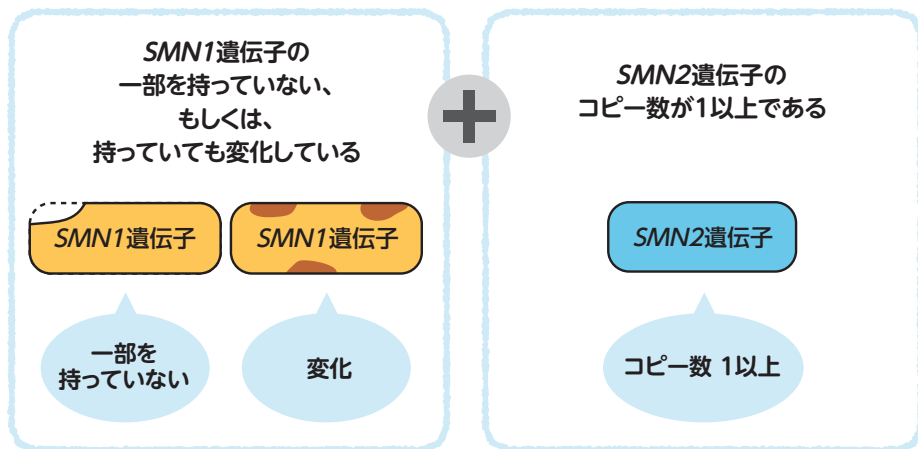 SMN1遺伝子の
一部を持っていない、
もしくは、
持っていても変化している
SMN1遺伝子
SMN1遺伝子
一部を
持っていない
変化
SMN2遺伝子の
コピー数が1以上である
SMN2遺伝子
コピー数 1以上